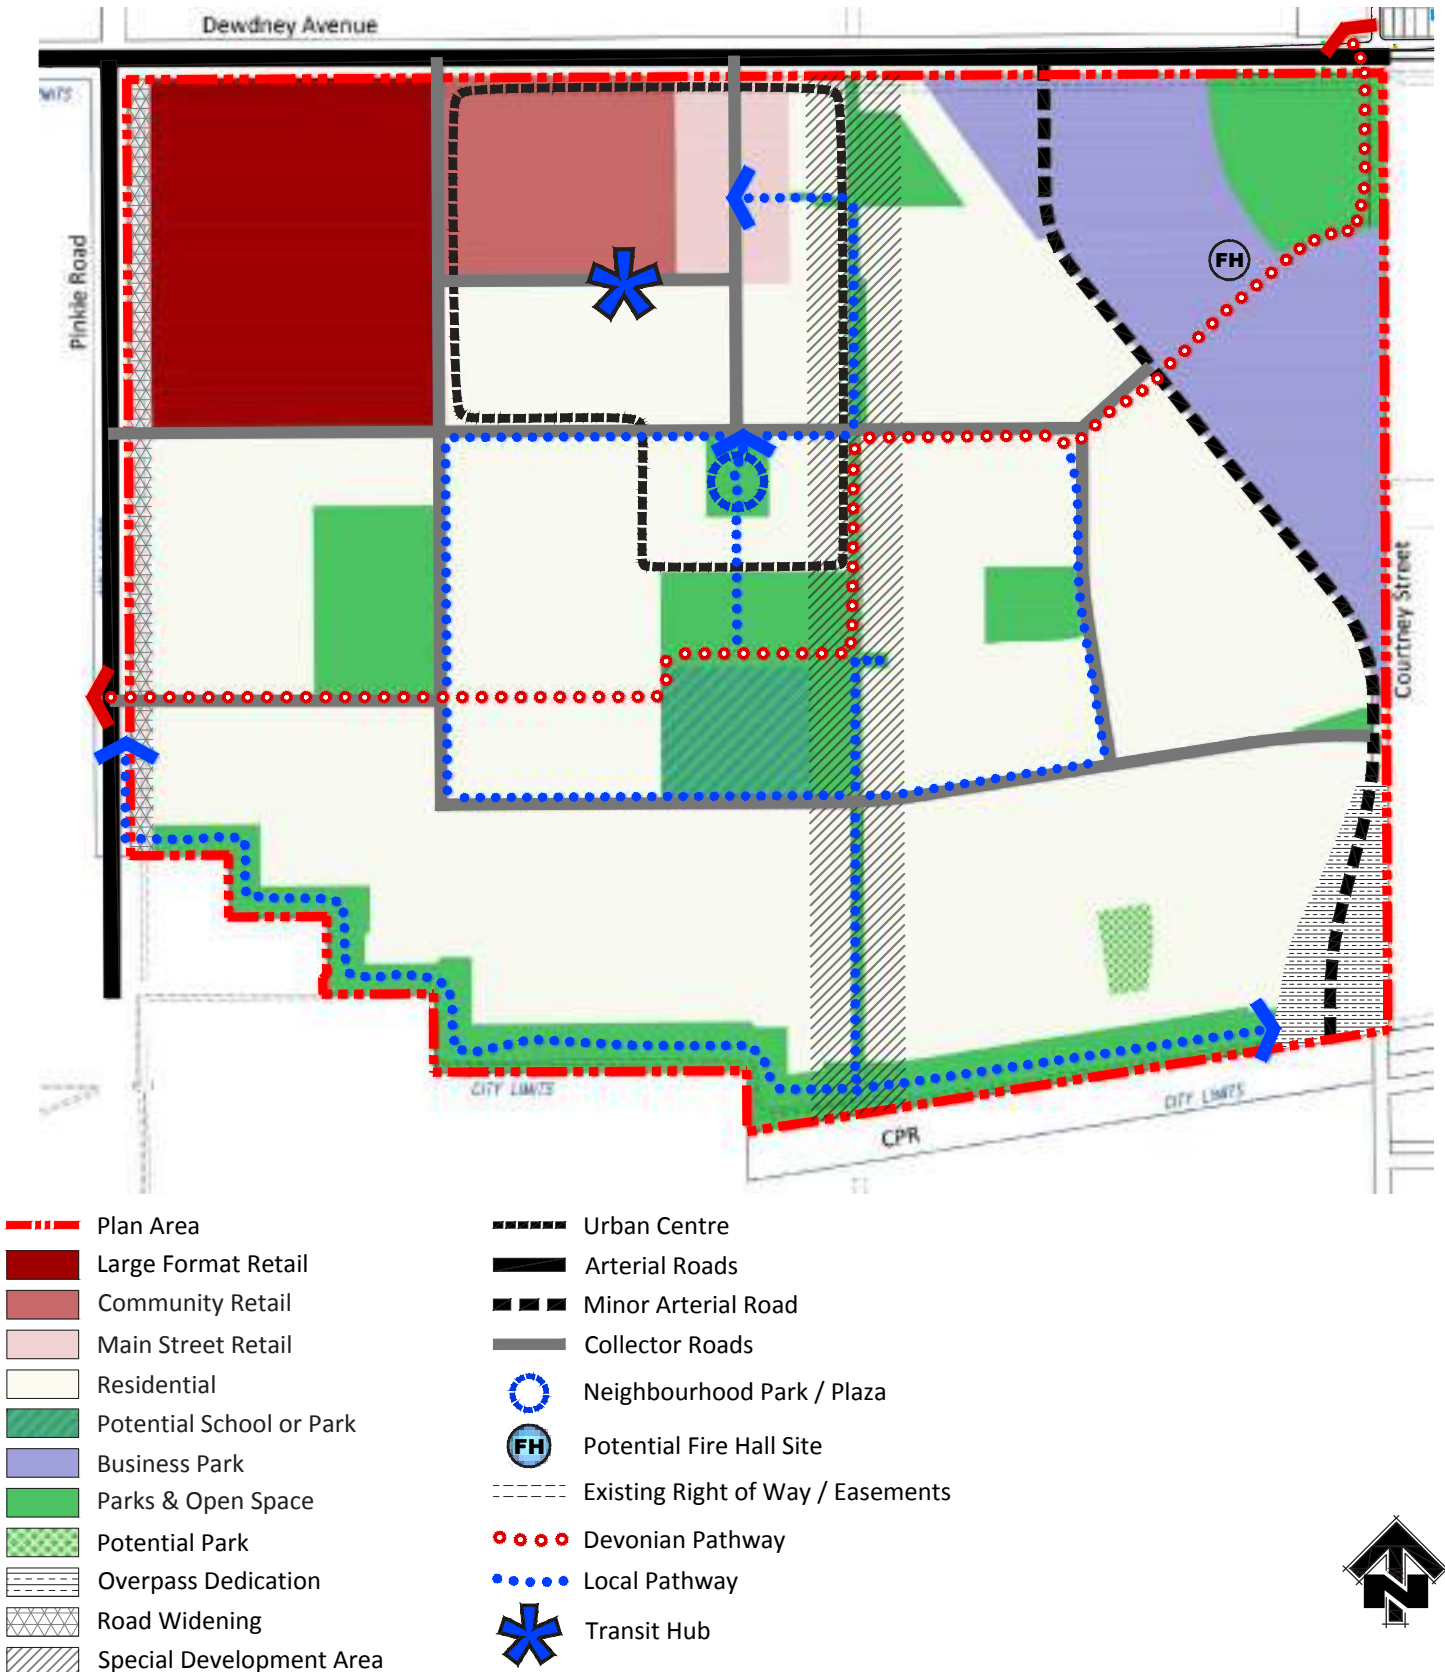 Dewdney Avenue
Pinkie Road
FH
Courtney Street
CITY LIMITS
CITY LIMITS
CPR
Plan Area
Large Format Retail
Community Retail
Main Street Retail
Residential
Potential School or Park
Business Park
Parks & Open Space
Potential Park
Overpass Dedication
Road Widening
Special Development Area
Urban Centre
Arterial Roads
Minor Arterial Road
Collector Roads
Neighbourhood Park / Plaza
FH Potential Fire Hall Site
Existing Right of Way / Easements
Devonian Pathway
Local Pathway
Transit Hub
N